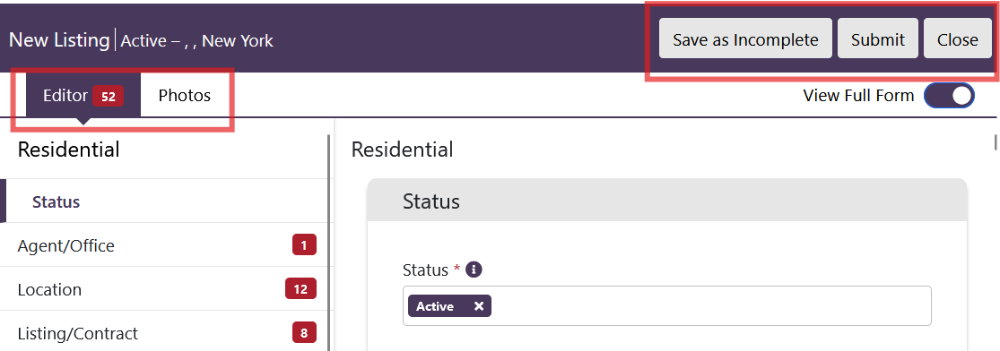 New Listing | Active – , , New York
Save as Incomplete Submit Close
Editor 52 Photos
View Full Form
Residential
Status
Agent/Office 1
Location 12
Listing/Contract 8
Residential
Status
Status *
Active ×